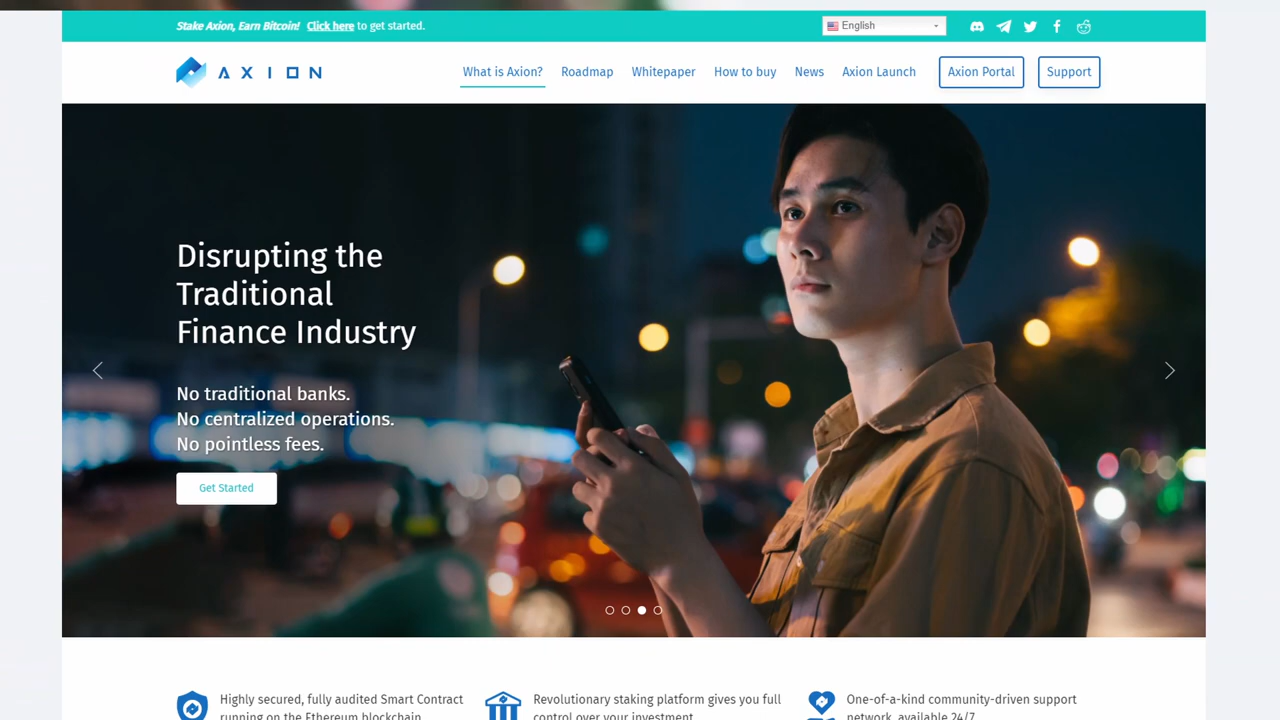 Stake Axion, Earn Bitcoin! Click here to get started.
English
AXION
What is Axion? Roadmap Whitepaper How to buy News Axion Launch Axion Portal Support
Disrupting the
Traditional
Finance Industry
No traditional banks.
No centralized operations.
No pointless fees.
Get Started
Highly secured, fully audited Smart Contract
running on the Ethereum blockchain
Revolutionary staking platform gives you full
control over your investment
One-of-a-kind community-driven support
network, available 24/7